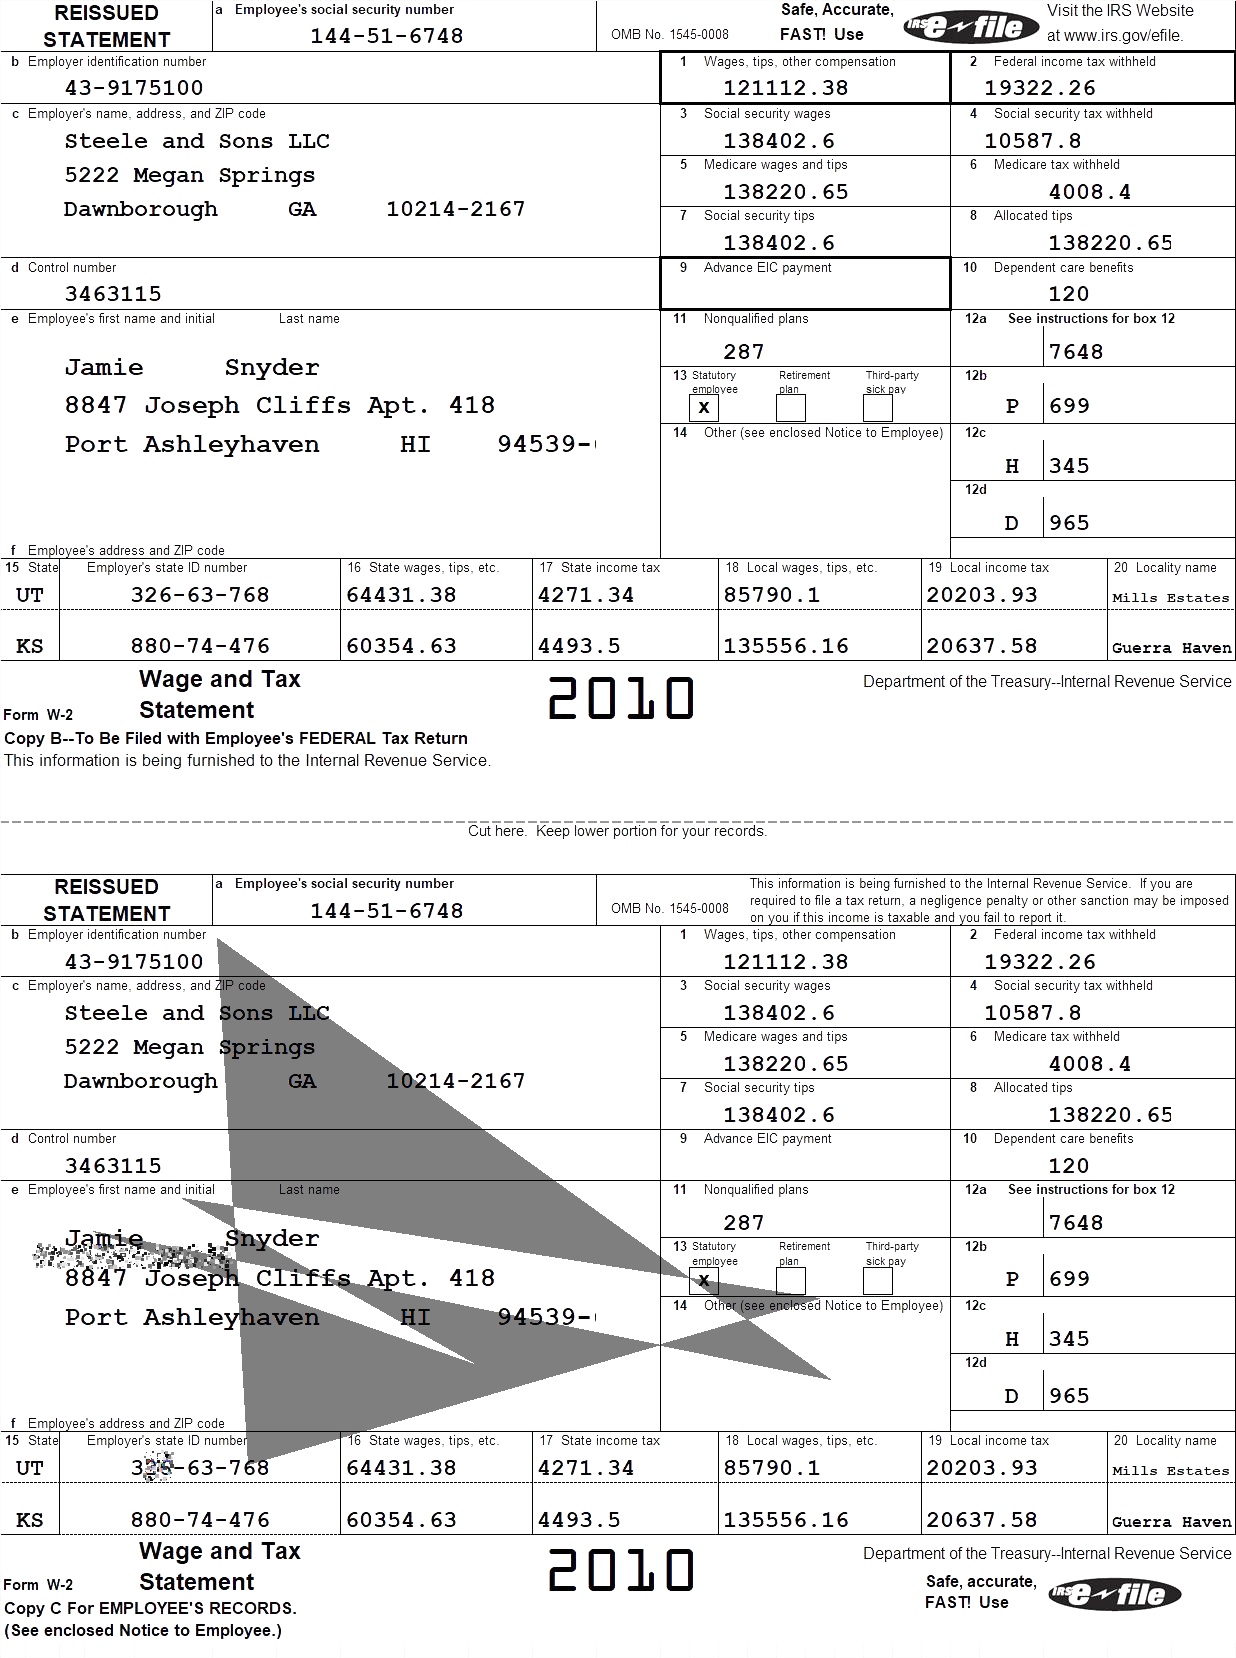 REISSUED STATEMENT
a Employee's social security number
144-51-6748
OMB No. 1545-0008
Safe, Accurate, FAST! Use
IRS e-file
Visit the IRS Website at www.irs.gov/efile.
b Employer identification number
43-9175100
1 Wages, tips, other compensation
121112.38
2 Federal income tax withheld
19322.26
c Employer's name, address, and ZIP code
Steele and Sons LLC
5222 Megan Springs
Dawnborough GA 10214-2167
3 Social security wages
138402.6
4 Social security tax withheld
10587.8
5 Medicare wages and tips
138220.65
6 Medicare tax withheld
4008.4
7 Social security tips
138402.6
8 Allocated tips
138220.65
d Control number
3463115
9 Advance EIC payment
10 Dependent care benefits
120
e Employee's first name and initial Last name
Jamie Snyder
8847 Joseph Cliffs Apt. 418
Port Ashleyhaven HI 94539-
11 Nonqualified plans
287
12a See instructions for box 12
7648
13 Statutory employee Retirement plan Third-party sick pay
x
12b
P 699
14 Other (see enclosed Notice to Employee)
12c
H 345
12d
D 965
f Employee's address and ZIP code
15 State Employer's state ID number 16 State wages, tips, etc. 17 State income tax 18 Local wages, tips, etc. 19 Local income tax 20 Locality name
UT 326-63-768 64431.38 4271.34 85790.1 20203.93 Mills Estates
KS 880-74-476 60354.63 4493.5 135556.16 20637.58 Guerra Haven
Wage and Tax
Form W-2 Statement
2010
Department of the Treasury--Internal Revenue Service
Copy B--To Be Filed with Employee's FEDERAL Tax Return
This information is being furnished to the Internal Revenue Service.
Cut here. Keep lower portion for your records.
REISSUED STATEMENT
a Employee's social security number
144-51-6748
OMB No. 1545-0008
This information is being furnished to the Internal Revenue Service. If you are
required to file a tax return, a negligence penalty or other sanction may be imposed
on you if this income is taxable and you fail to report it.
b Employer identification number
43-9175100
1 Wages, tips, other compensation
121112.38
2 Federal income tax withheld
19322.26
c Employer's name, address, and ZIP code
Steele and Sons LLC
5222 Megan Springs
Dawnborough GA 10214-2167
3 Social security wages
138402.6
4 Social security tax withheld
10587.8
5 Medicare wages and tips
138220.65
6 Medicare tax withheld
4008.4
7 Social security tips
138402.6
8 Allocated tips
138220.65
d Control number
3463115
9 Advance EIC payment
10 Dependent care benefits
120
e Employee's first name and initial Last name
Jamie Snyder
8847 Joseph Cliffs Apt. 418
Port Ashleyhaven HI 94539-
11 Nonqualified plans
287
12a See instructions for box 12
7648
13 Statutory employee Retirement plan Third-party sick pay
x
12b
P 699
14 Other (see enclosed Notice to Employee)
12c
H 345
12d
D 965
f Employee's address and ZIP code
15 State Employer's state ID number 16 State wages, tips, etc. 17 State income tax 18 Local wages, tips, etc. 19 Local income tax 20 Locality name
UT 64431.38 4271.34 85790.1 20203.93 Mills Estates
KS 880-74-476 60354.63 4493.5 135556.16 20637.58 Guerra Haven
Wage and Tax
Form W-2 Statement
2010
Department of the Treasury--Internal Revenue Service
Safe, accurate, FAST! Use
IRS e-file
Copy C For EMPLOYEE'S RECORDS.
(See enclosed Notice to Employee.)